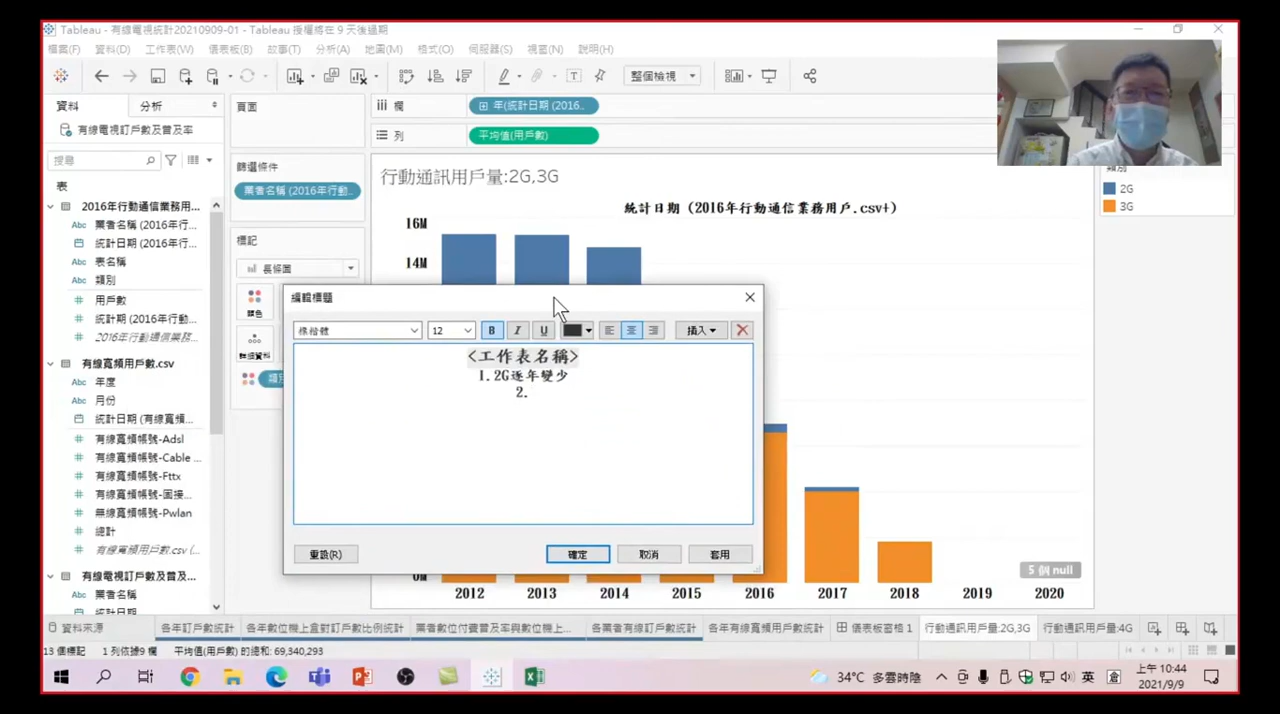 Tableau - 有線電視統計20210909-01 - Tableau 授權將在 9 天後過期
檔案(F) 資料(D) 工作表(W) 儀表板(B) 故事(T) 分析(A) 地圖(M) 格式(O) 伺服器(S) 視窗(N) 說明(H)
整個檢視
資料 分析
有線電視訂戶數及普及率
搜尋
表
2016年行動通信業務用...
Abc 業者名稱 (2016年行...
統計日期 (2016年行...
Abc 表名稱
Abc 類別
# 用戶數
# 統計期 (2016年行動...
# 2016年行動通信業務...
有線寬頻用戶數.csv
Abc 年度
Abc 月份
統計日期 (有線寬頻...
# 有線寬頻帳號-Adsl
# 有線寬頻帳號-Cable ...
# 有線寬頻帳號-Fttx
# 有線寬頻帳號-固接...
# 無線寬頻帳號-Pwlan
# 總計
# 有線寬頻用戶數.csv (...
有線電視訂戶數及普及...
Abc 業者名稱
統計日期
頁面
篩選條件
業者名稱 (2016年行動..
標記
長條圖
顏色
詳細資料
類別
iii 欄 年(統計日期 (2016..
列 平均值(用戶數)
行動通訊用戶量:2G,3G
統計日期 (2016年行動通信業務用戶.csv+)
16M
14M
0M
2012 2013 2014 2015 2016 2017 2018 2019 2020
5 個 null
類別
2G
3G
編輯標題
標楷體 12 B I U 插入
<工作表名稱>
1.2G逐年變少
2.
重設(R) 確定 取消 套用
資料來源 各年訂戶數統計 各年數位機上盒對訂戶數比例統計 業者數位付費普及率與數位機上... 各業者有線訂戶數統計 各年有線寬頻用戶數統計 儀表板窗格 1 行動通訊用戶量:2G,3G 行動通訊用戶量:4G
13 個標記 1 列依據9 欄 平均值(用戶數) 的總和: 69,340,293
34°C 多雲時陰 英 倉 上午 10:44
2021/9/9